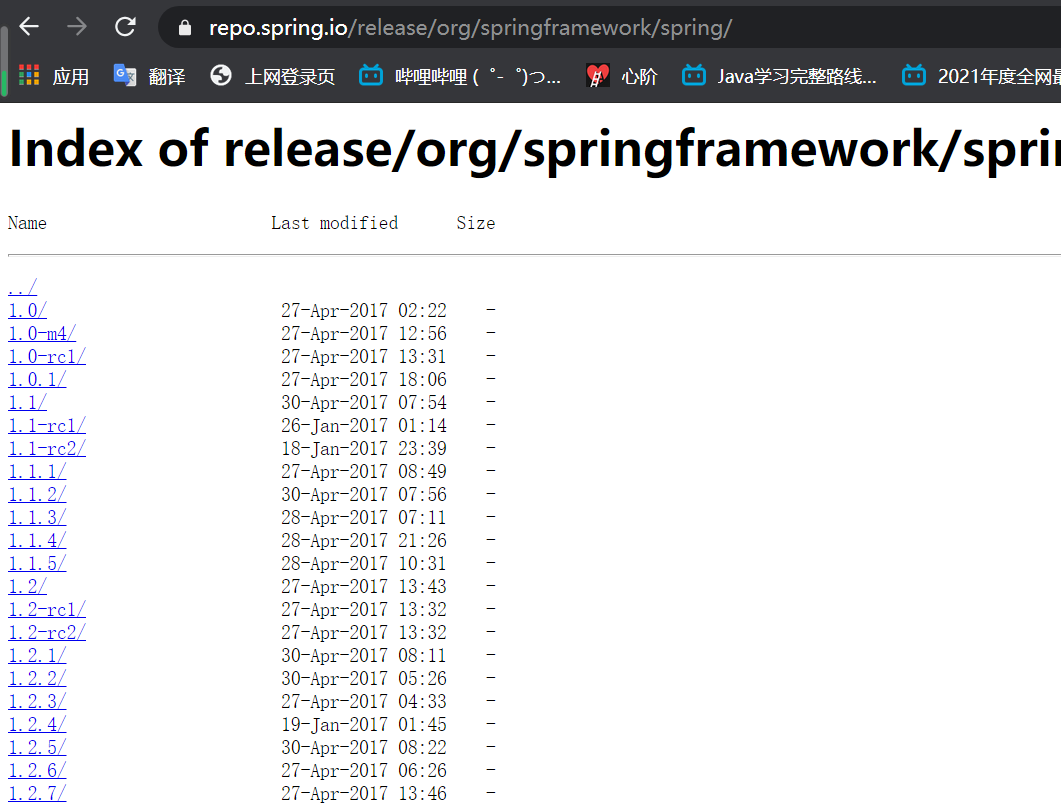 repo.spring.io/release/org/springframework/spring/
应用 翻译 上网登录页 哔哩哔哩 ( ゜- ゜)つ... 心阶 Java学习完整路线... 2021年度全网最
Index of release/org/springframework/sprin
Name Last modified Size
../
1.0/ 27-Apr-2017 02:22 -
1.0-m4/ 27-Apr-2017 12:56 -
1.0-rc1/ 27-Apr-2017 13:31 -
1.0.1/ 27-Apr-2017 18:06 -
1.1/ 30-Apr-2017 07:54 -
1.1-rc1/ 26-Jan-2017 01:14 -
1.1-rc2/ 18-Jan-2017 23:39 -
1.1.1/ 27-Apr-2017 08:49 -
1.1.2/ 30-Apr-2017 07:56 -
1.1.3/ 28-Apr-2017 07:11 -
1.1.4/ 28-Apr-2017 21:26 -
1.1.5/ 28-Apr-2017 10:31 -
1.2/ 27-Apr-2017 13:43 -
1.2-rc1/ 27-Apr-2017 13:32 -
1.2-rc2/ 27-Apr-2017 13:32 -
1.2.1/ 30-Apr-2017 08:11 -
1.2.2/ 30-Apr-2017 05:26 -
1.2.3/ 27-Apr-2017 04:33 -
1.2.4/ 19-Jan-2017 01:45 -
1.2.5/ 30-Apr-2017 08:22 -
1.2.6/ 27-Apr-2017 06:26 -
1.2.7/ 27-Apr-2017 13:46 -